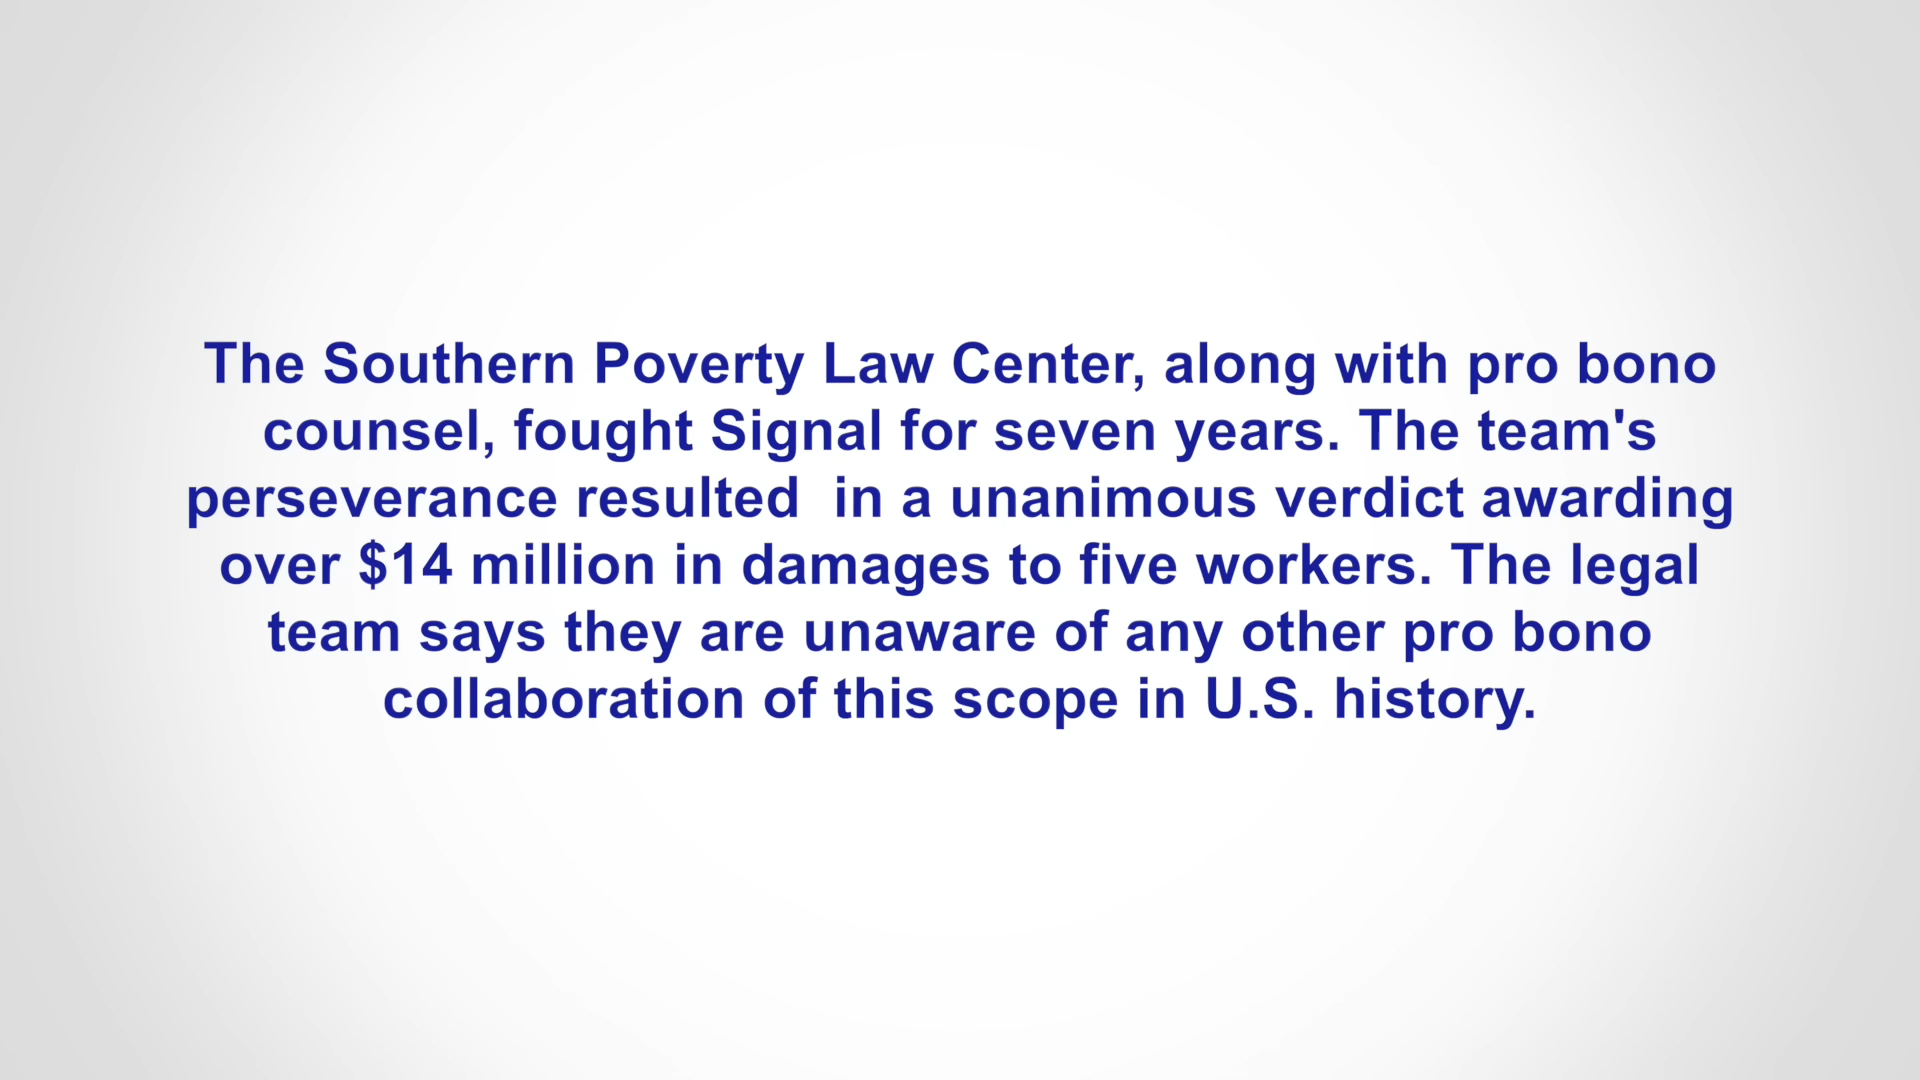 The Southern Poverty Law Center, along with pro bono
counsel, fought Signal for seven years. The team's
perseverance resulted  in a unanimous verdict awarding
over $14 million in damages to five workers. The legal
team says they are unaware of any other pro bono
collaboration of this scope in U.S. history.